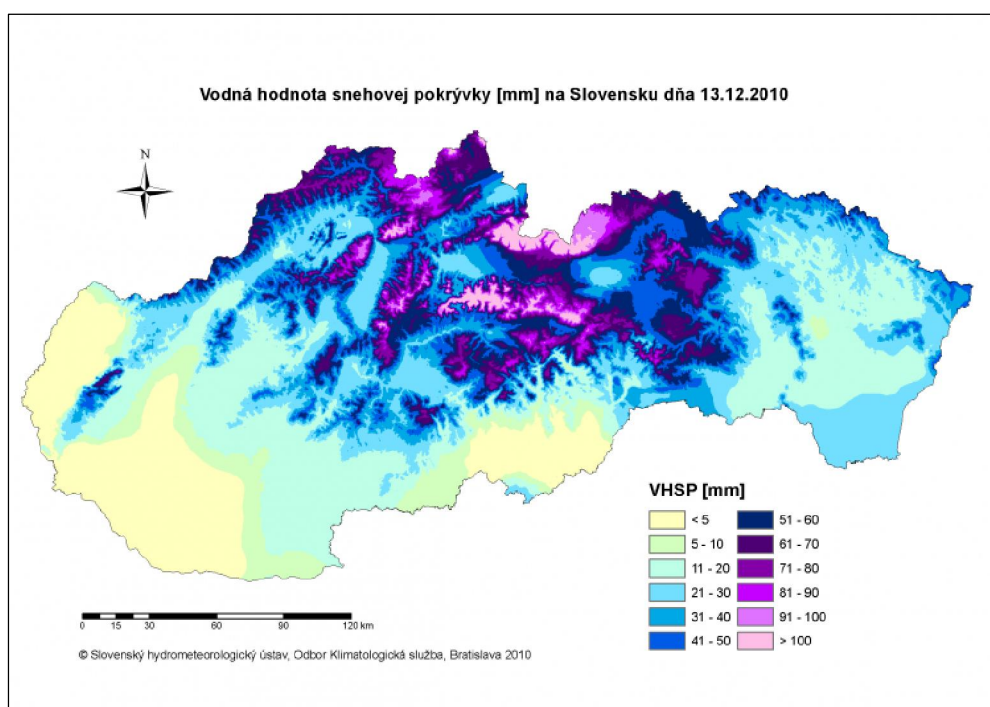 Vodná hodnota snehovej pokrývky [mm] na Slovensku dňa 13.12.2010
N
VHSP [mm]
< 5
5 - 10
11 - 20
21 - 30
31 - 40
41 - 50
51 - 60
61 - 70
71 - 80
81 - 90
91 - 100
> 100
0 15 30 60 90 120 km
© Slovenský hydrometeorologický ústav, Odbor Klimatologická služba, Bratislava 2010